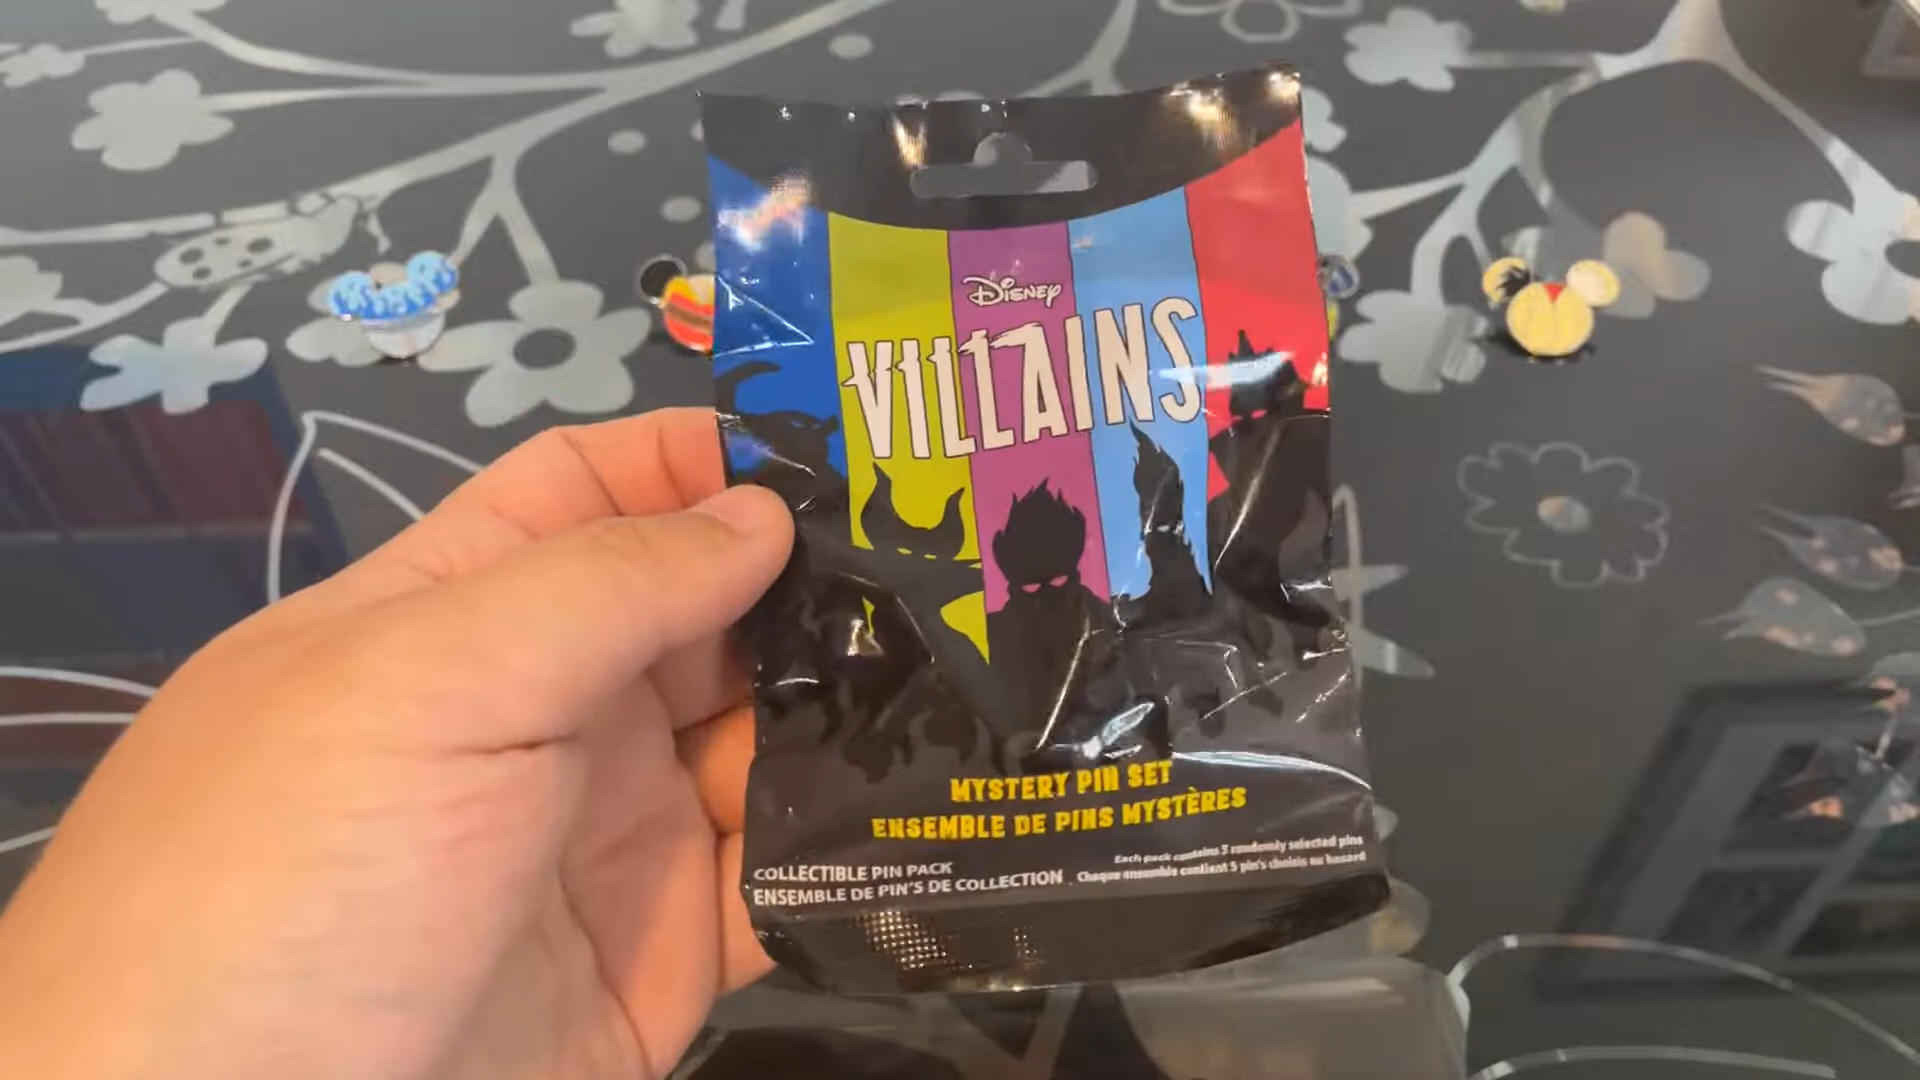 Disney
VILLAINS
MYSTERY PIN SET
ENSEMBLE DE PINS MYSTÈRES
COLLECTIBLE PIN PACK
ENSEMBLE DE PIN'S DE COLLECTION
Each pack contains 5 randomly selected pins
Chaque ensemble contient 5 pin's choisis au hasard